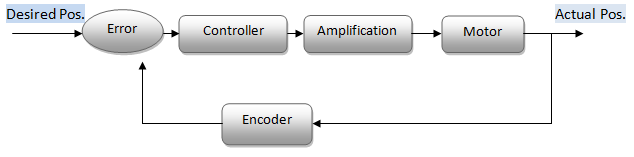 Desired Pos.
Actual Pos.
Error
Controller
Amplification
Motor
Encoder